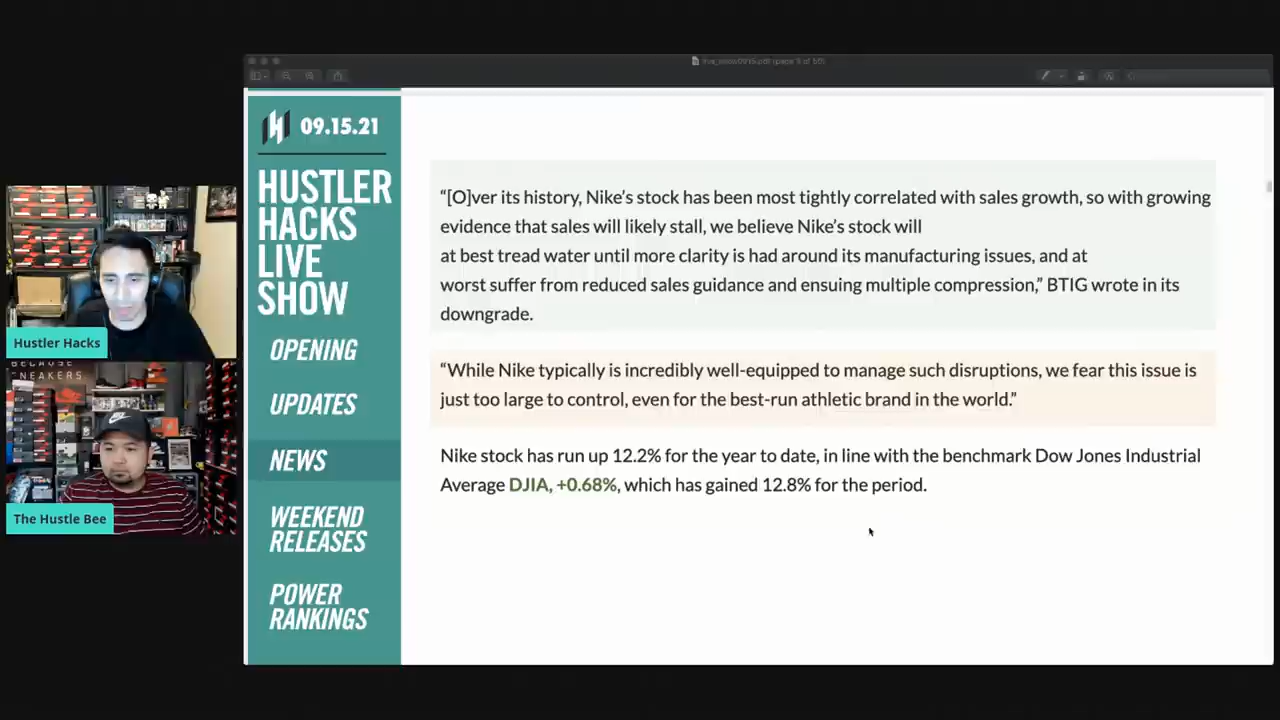 09.15.21
HUSTLER
HACKS
LIVE
SHOW
OPENING
UPDATES
NEWS
WEEKEND
RELEASES
POWER
RANKINGS
“[O]ver its history, Nike’s stock has been most tightly correlated with sales growth, so with growing
evidence that sales will likely stall, we believe Nike’s stock will
at best tread water until more clarity is had around its manufacturing issues, and at
worst suffer from reduced sales guidance and ensuing multiple compression,” BTIG wrote in its
downgrade.
“While Nike typically is incredibly well-equipped to manage such disruptions, we fear this issue is
just too large to control, even for the best-run athletic brand in the world.”
Nike stock has run up 12.2% for the year to date, in line with the benchmark Dow Jones Industrial
Average DJIA, +0.68%, which has gained 12.8% for the period.
Hustler Hacks
BECAUSE
SNEAKERS
The Hustle Bee